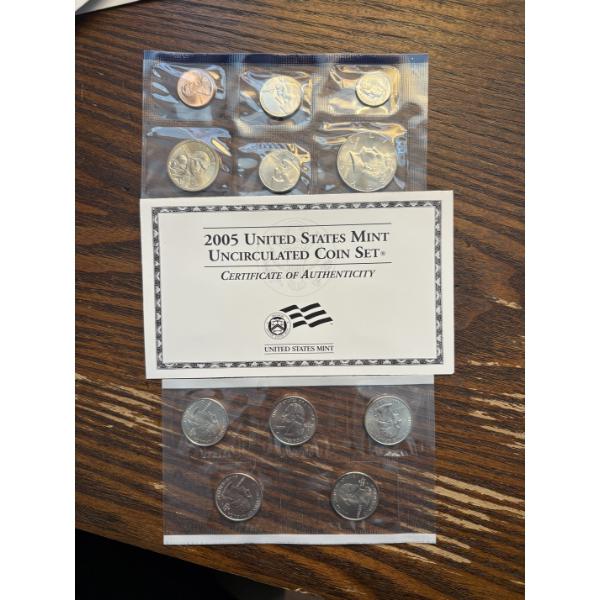 2005 UNITED STATES MINT
UNCIRCULATED COIN SET®
CERTIFICATE OF AUTHENTICITY
UNITED STATES MINT